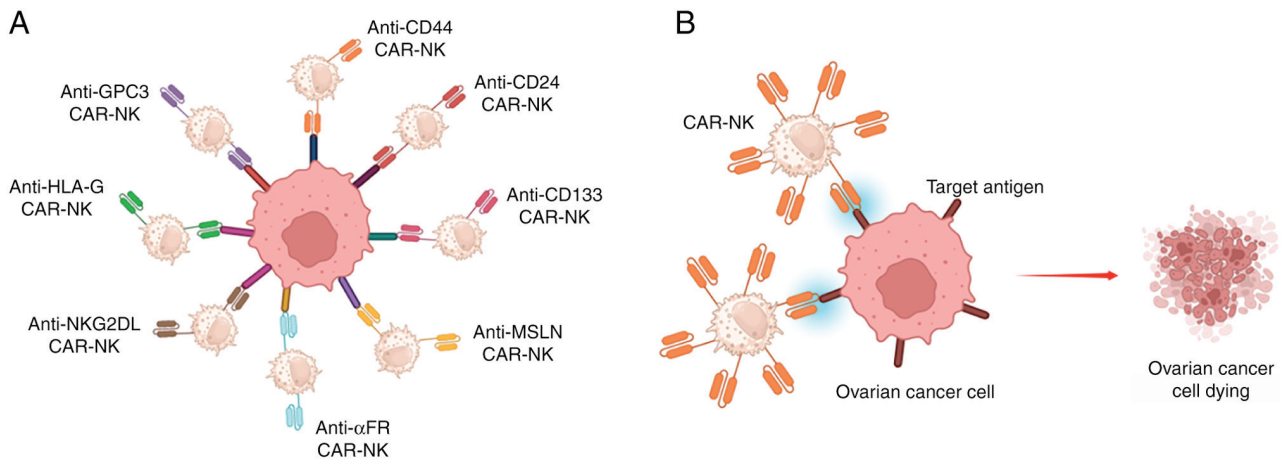 A
Anti-CD44
CAR-NK
Anti-CD24
CAR-NK
Anti-GPC3
CAR-NK
Anti-HLA-G
CAR-NK
Anti-CD133
CAR-NK
Anti-NKG2DL
CAR-NK
Anti-MSLN
CAR-NK
Anti-αFR
CAR-NK
B
CAR-NK
Target antigen
Ovarian cancer cell
Ovarian cancer
cell dying